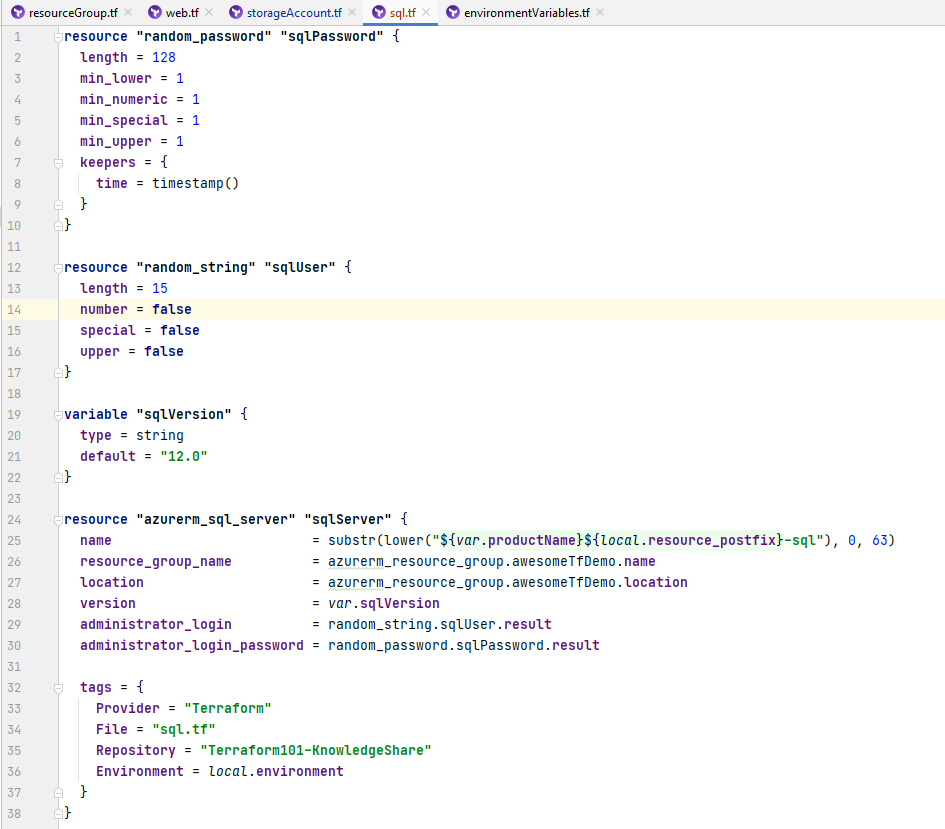 resourceGroup.tf web.tf storageAccount.tf sql.tf environmentVariables.tf
1 resource "random_password" "sqlPassword" {
2 length = 128
3 min_lower = 1
4 min_numeric = 1
5 min_special = 1
6 min_upper = 1
7 keepers = {
8 time = timestamp()
9 }
10 }
11
12 resource "random_string" "sqlUser" {
13 length = 15
14 number = false
15 special = false
16 upper = false
17 }
18
19 variable "sqlVersion" {
20 type = string
21 default = "12.0"
22 }
23
24 resource "azurerm_sql_server" "sqlServer" {
25 name = substr(lower("${var.productName}${local.resource_postfix}-sql"), 0, 63)
26 resource_group_name = azurerm_resource_group.awesomeTfDemo.name
27 location = azurerm_resource_group.awesomeTfDemo.location
28 version = var.sqlVersion
29 administrator_login = random_string.sqlUser.result
30 administrator_login_password = random_password.sqlPassword.result
31
32 tags = {
33 Provider = "Terraform"
34 File = "sql.tf"
35 Repository = "Terraform101-KnowledgeShare"
36 Environment = local.environment
37 }
38 }